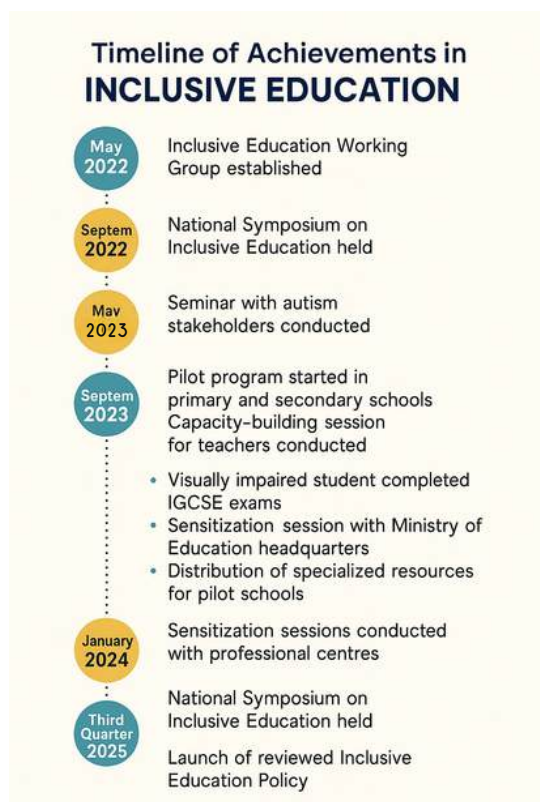 Timeline of Achievements in
INCLUSIVE EDUCATION
May
2022
Inclusive Education Working
Group established
Septem
2022
National Symposium on
Inclusive Education held
Mav
2023
Seminar with autism
stakeholders conducted
Septem
2023
Pilot program started in
primary and secondary schools
Capacity-building session
for teachers conducted
• Visually impaired student completed
IGCSE exams
• Sensitization session with Ministry of
Education headquarters
• Distribution of specialized resources
for pilot schools
January
2024
Sensitization sessions conducted
with professional centres
Third
Quarter
2025
National Symposium on
Inclusive Education held
Launch of reviewed Inclusive
Education Policy